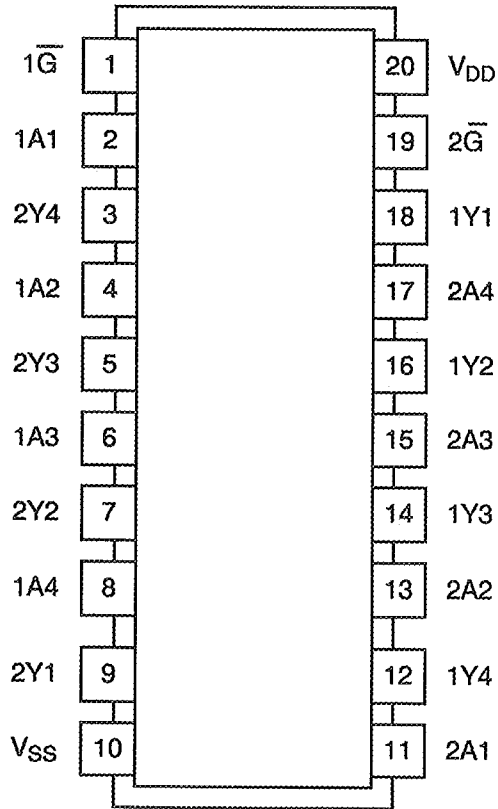 1G̅ 1 20 VDD
1A1 2 19 2G̅
2Y4 3 18 1Y1
1A2 4 17 2A4
2Y3 5 16 1Y2
1A3 6 15 2A3
2Y2 7 14 1Y3
1A4 8 13 2A2
2Y1 9 12 1Y4
VSS 10 11 2A1